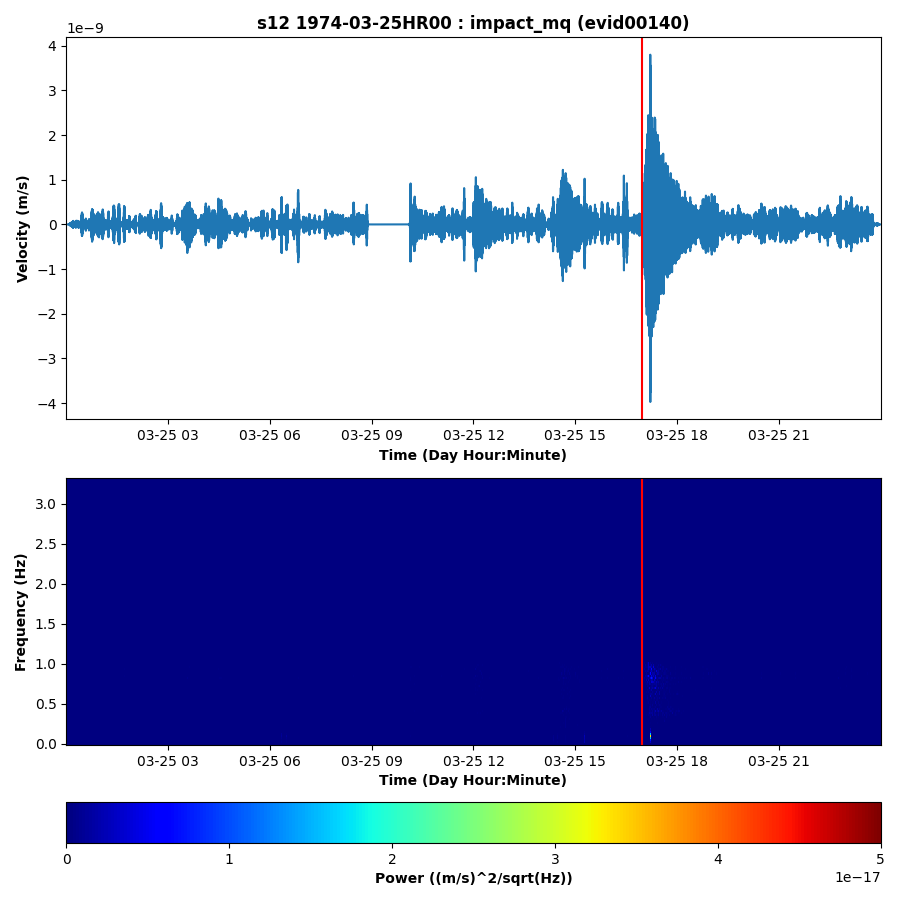 s12 1974-03-25HR00 : impact_mq (evid00140)
1e−9
4
3
2
1
0
−1
−2
−3
−4
Velocity (m/s)
03-25 03 03-25 06 03-25 09 03-25 12 03-25 15 03-25 18 03-25 21
Time (Day Hour:Minute)
3.0
2.5
2.0
1.5
1.0
0.5
0.0
Frequency (Hz)
03-25 03 03-25 06 03-25 09 03-25 12 03-25 15 03-25 18 03-25 21
Time (Day Hour:Minute)
0 1 2 3 4 5
1e−17
Power ((m/s)^2/sqrt(Hz))